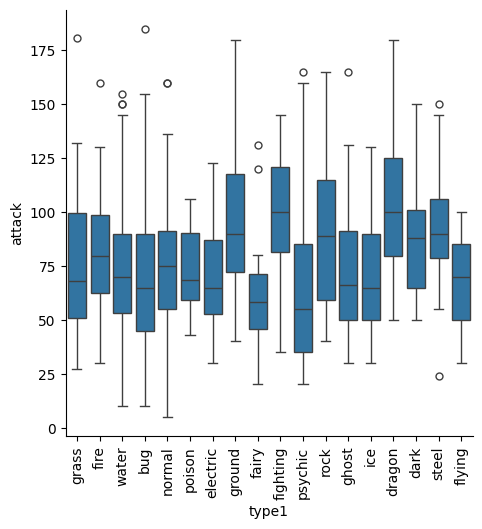 attack
175
150
125
100
75
50
25
0
grass
fire
water
bug
normal
poison
electric
ground
fairy
fighting
psychic
rock
ghost
ice
dragon
dark
steel
flying
type1